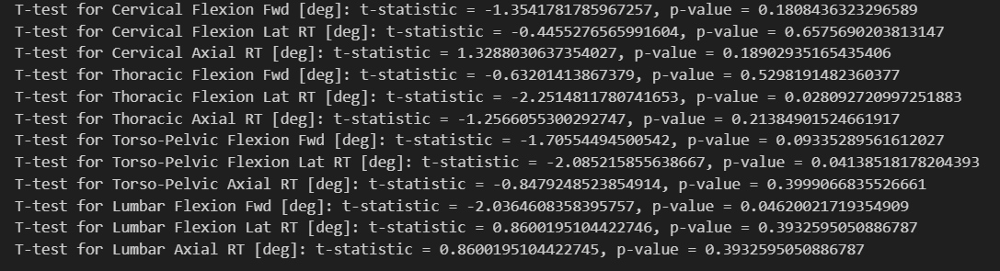 T-test for Cervical Flexion Fwd [deg]: t-statistic = -1.3541781785967257, p-value = 0.1808436323296589
T-test for Cervical Flexion Lat RT [deg]: t-statistic = -0.4455276565991604, p-value = 0.6575690203813147
T-test for Cervical Axial RT [deg]: t-statistic = 1.3288030637354027, p-value = 0.18902935165435406
T-test for Thoracic Flexion Fwd [deg]: t-statistic = -0.63201413867379, p-value = 0.5298191482360377
T-test for Thoracic Flexion Lat RT [deg]: t-statistic = -2.2514811780741653, p-value = 0.028092720997251883
T-test for Thoracic Axial RT [deg]: t-statistic = -1.2566055300292747, p-value = 0.21384901524661917
T-test for Torso-Pelvic Flexion Fwd [deg]: t-statistic = -1.70554494500542, p-value = 0.09335289561612027
T-test for Torso-Pelvic Flexion Lat RT [deg]: t-statistic = -2.085215855638667, p-value = 0.04138518178204393
T-test for Torso-Pelvic Axial RT [deg]: t-statistic = -0.8479248523854914, p-value = 0.3999066835526661
T-test for Lumbar Flexion Fwd [deg]: t-statistic = -2.0364608358395757, p-value = 0.04620021719354909
T-test for Lumbar Flexion Lat RT [deg]: t-statistic = 0.8600195104422746, p-value = 0.3932595050886787
T-test for Lumbar Axial RT [deg]: t-statistic = 0.8600195104422745, p-value = 0.3932595050886787